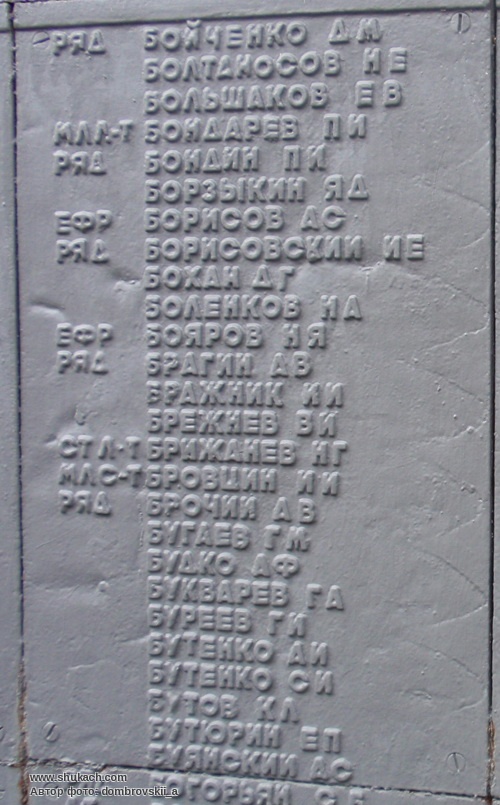 РЯД БОЙЧЕНКО Д М
БОЛТАКОСОВ Н Е
БОЛЬШАКОВ Е В
МЛЛ-Т БОНДАРЕВ П И
РЯД БОНДИН П И
БОРЗЫКИН Я Д
ЕФР БОРИСОВ А С
РЯД БОРИСОВСКИЙ И Е
БОХАН Д Г
БОЛЕНКОВ Н А
ЕФР БОЯРОВ Н Я
РЯД БРАГИН А В
БРАЖНИК И И
БРЕЖНЕВ В И
СТ Л-Т БРИЖАНЕВ Н Г
МЛС-Т БРОВЦИН И И
РЯД БРОЧИЙ А В
БУГАЕВ Г М
БУДКО А Ф
БУКВАРЕВ Г А
БУРЕЕВ Г И
БУТЕНКО А И
БУТЕНКО С И
БУТОВ К Л
БУТЮРИН Е П
БУЯНСКИЙ А С
www.shukach.com
Автор фото- dombrovskii_a